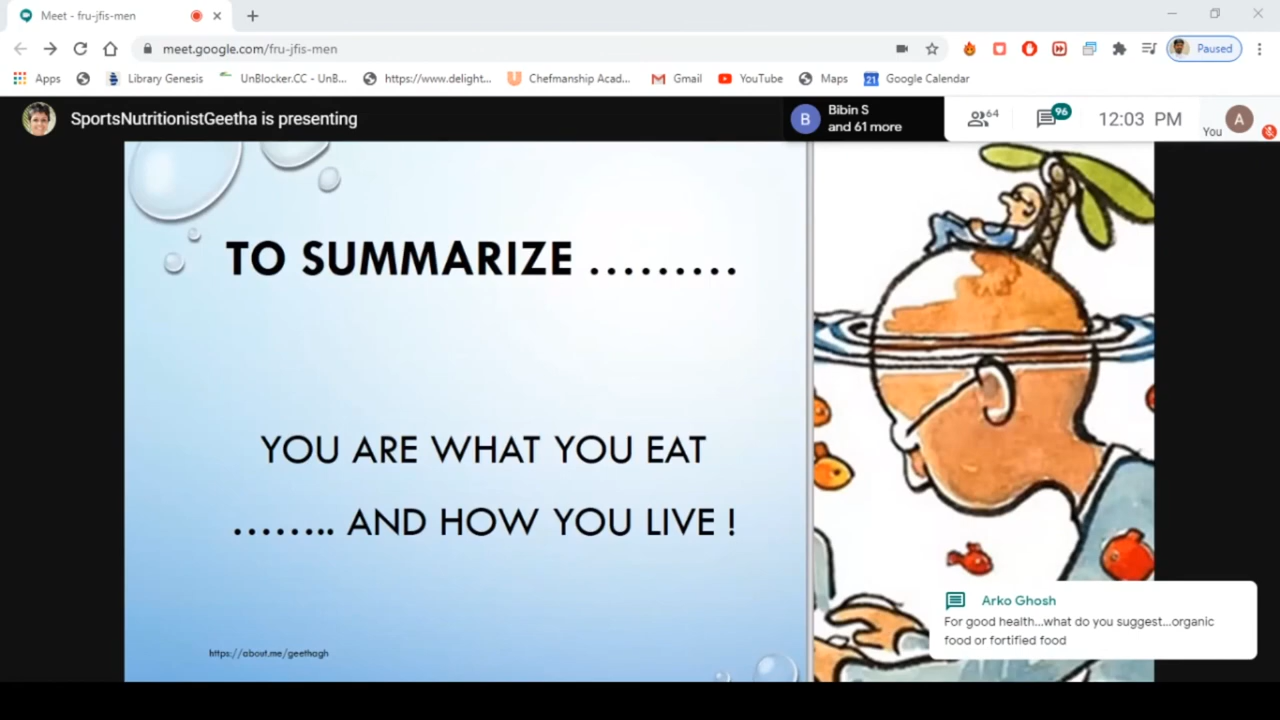 Meet - fru-jfis-men
meet.google.com/fru-jfis-men
Paused
Apps
Library Genesis
UnBlocker.CC - UnB...
https://www.delight...
Chefmanship Acad...
Gmail
YouTube
Maps
21
Google Calendar
SportsNutritionistGeetha is presenting
B
Bibin S
and 61 more
64
96
12:03 PM
You
A
TO SUMMARIZE .........
YOU ARE WHAT YOU EAT
........ AND HOW YOU LIVE !
https://about.me/geethagh
Arko Ghosh
For good health...what do you suggest...organic
food or fortified food